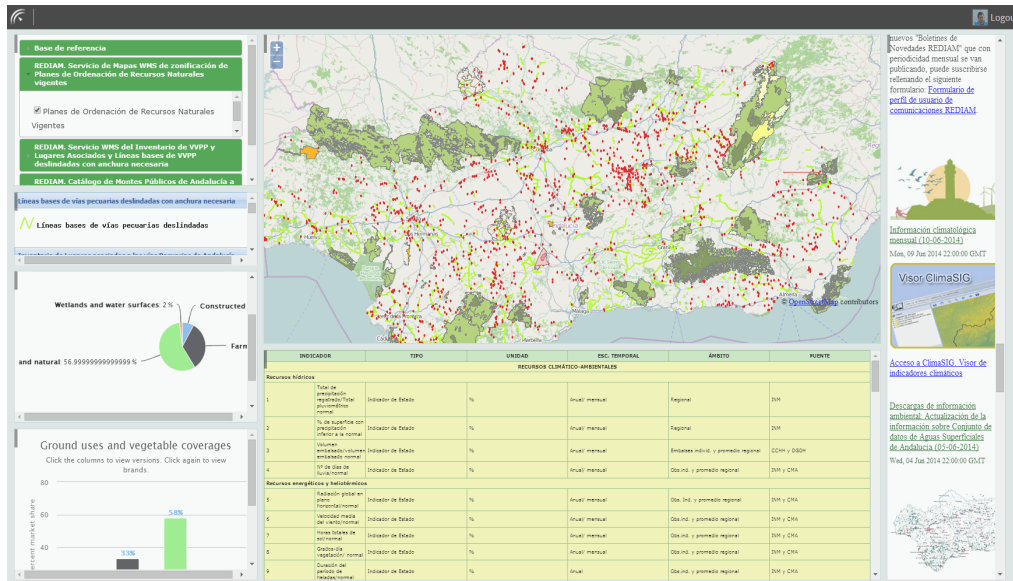 Logou
Base de referencia
REDIAM. Servicio de Mapas WMS de zonificación de
Planes de Ordenación de Recursos Naturales
vigentes
Planes de Ordenación de Recursos Naturales
Vigentes
REDIAM. Servicio WMS del Inventario de VVPP y
Lugares Asociados y Líneas bases de VVPP
deslindadas con anchura necesaria
REDIAM. Catálogo de Montes Públicos de Andalucía a
Líneas bases de vías pecuarias deslindadas con anchura necesaria
Líneas bases de vías pecuarias deslindadas
Wetlands and water surfaces: 2 %
Constructed
Farm
and natural: 56.99999999999999 %
Ground uses and vegetable coverages
Click the columns to view versions. Click again to view
brands.
80
60
40
ercent market share
58%
33%
+
−
Huelva
Málaga
Marbella
Almería
© OpenStreetMap contributors
INDICADOR TIPO UNIDAD ESC. TEMPORAL ÁMBITO FUENTE
RECURSOS CLIMÁTICO-AMBIENTALES
Recursos hídricos
1 Total de precipitación registrado/Total pluviométrico normal Indicador de Estado % Anual/ mensual Regional INM
2 % de superficie con precipitación inferior a la normal Indicador de Estado % Anual/ mensual Regional INM
3 Volumen embalsado/volumen embalsado normal Indicador de Estado % Anual/ mensual Embalses individ. y promedio regional CCHH y DGOH
4 Nº de días de lluvia/normal Indicador de Estado % Anual/ mensual Obs.ind. y promedio regional INM y CMA
Recursos energéticos y heliotérmicos
5 Radiación global en plano horizontal/normal Indicador de Estado % Anual/ mensual Obs. Ind. y promedio regional INM y CMA
6 Velocidad media del viento/normal Indicador de Estado % Anual/ mensual Obs.ind. y promedio regional INM y CMA
7 Horas totales de sol/normal Indicador de Estado % Anual/ mensual Obs.ind. y promedio regional INM y CMA
8 Grados-día vegetación/ normal Indicador de Estado % Anual/ mensual Obs.ind. y promedio regional INM y CMA
9 Duración del período de heladas/normal Indicador de Estado % Anual Obs.ind. y promedio regional INM y CMA
nuevos "Boletines de
Novedades REDIAM" que con
periodicidad mensual se van
publicando, puede suscribirse
rellenando el siguiente
formulario: Formulario de
perfil de usuario de
comunicaciones REDIAM.
Información climatológica
mensual (10-06-2014)
Mon, 09 Jun 2014 22:00:00 GMT
Visor ClimaSIG
Acceso a ClimaSIG. Visor de
indicadores climáticos
Descargas de información
ambiental: Actualización de la
información sobre Conjunto de
datos de Aguas Superficiales
de Andalucía (05-06-2014)
Wed, 04 Jun 2014 22:00:00 GMT